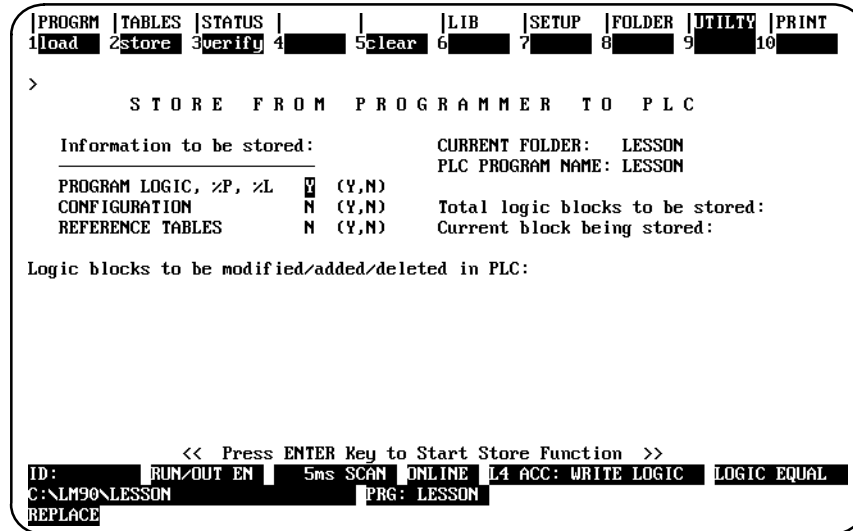 |PROGRM |TABLES |STATUS | | |LIB |SETUP |FOLDER |UTILTY |PRINT
1load 2store 3verify 4 5clear 6 7 8 9 10
>
S T O R E F R O M P R O G R A M M E R T O P L C
Information to be stored: CURRENT FOLDER: LESSON
PLC PROGRAM NAME: LESSON
PROGRAM LOGIC, %P, %L Y (Y,N)
CONFIGURATION N (Y,N) Total logic blocks to be stored:
REFERENCE TABLES N (Y,N) Current block being stored:
Logic blocks to be modified/added/deleted in PLC:
<< Press ENTER Key to Start Store Function >>
ID: RUN/OUT EN 5ms SCAN ONLINE L4 ACC: WRITE LOGIC LOGIC EQUAL
C:\LM90\LESSON PRG: LESSON
REPLACE